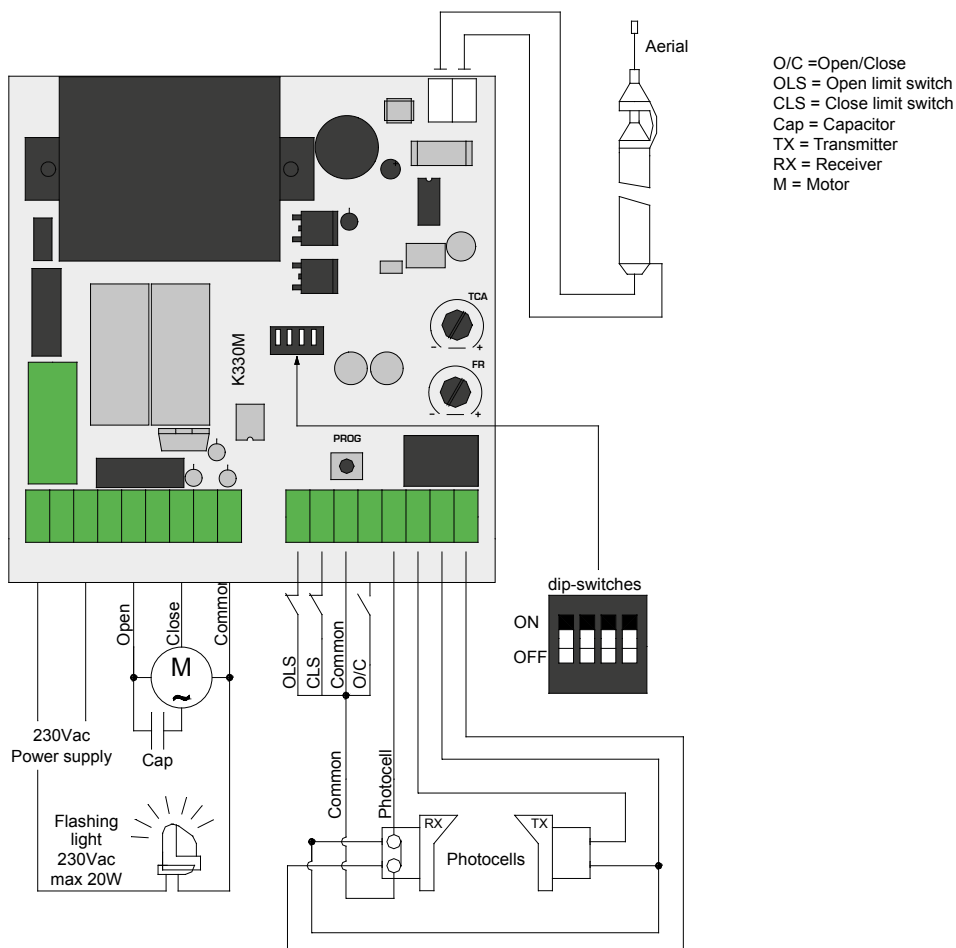 Aerial
O/C =Open/Close
OLS = Open limit switch
CLS = Close limit switch
Cap = Capacitor
TX = Transmitter
RX = Receiver
M = Motor
TCA
- +
FR
- +
K330M
PROG
dip-switches
ON
OFF
Open
Close
Common
M
~
Cap
230Vac
Power supply
Flashing
light
230Vac
max 20W
OLS
CLS
Common
O/C
Common
Photocell
RX
TX
Photocells